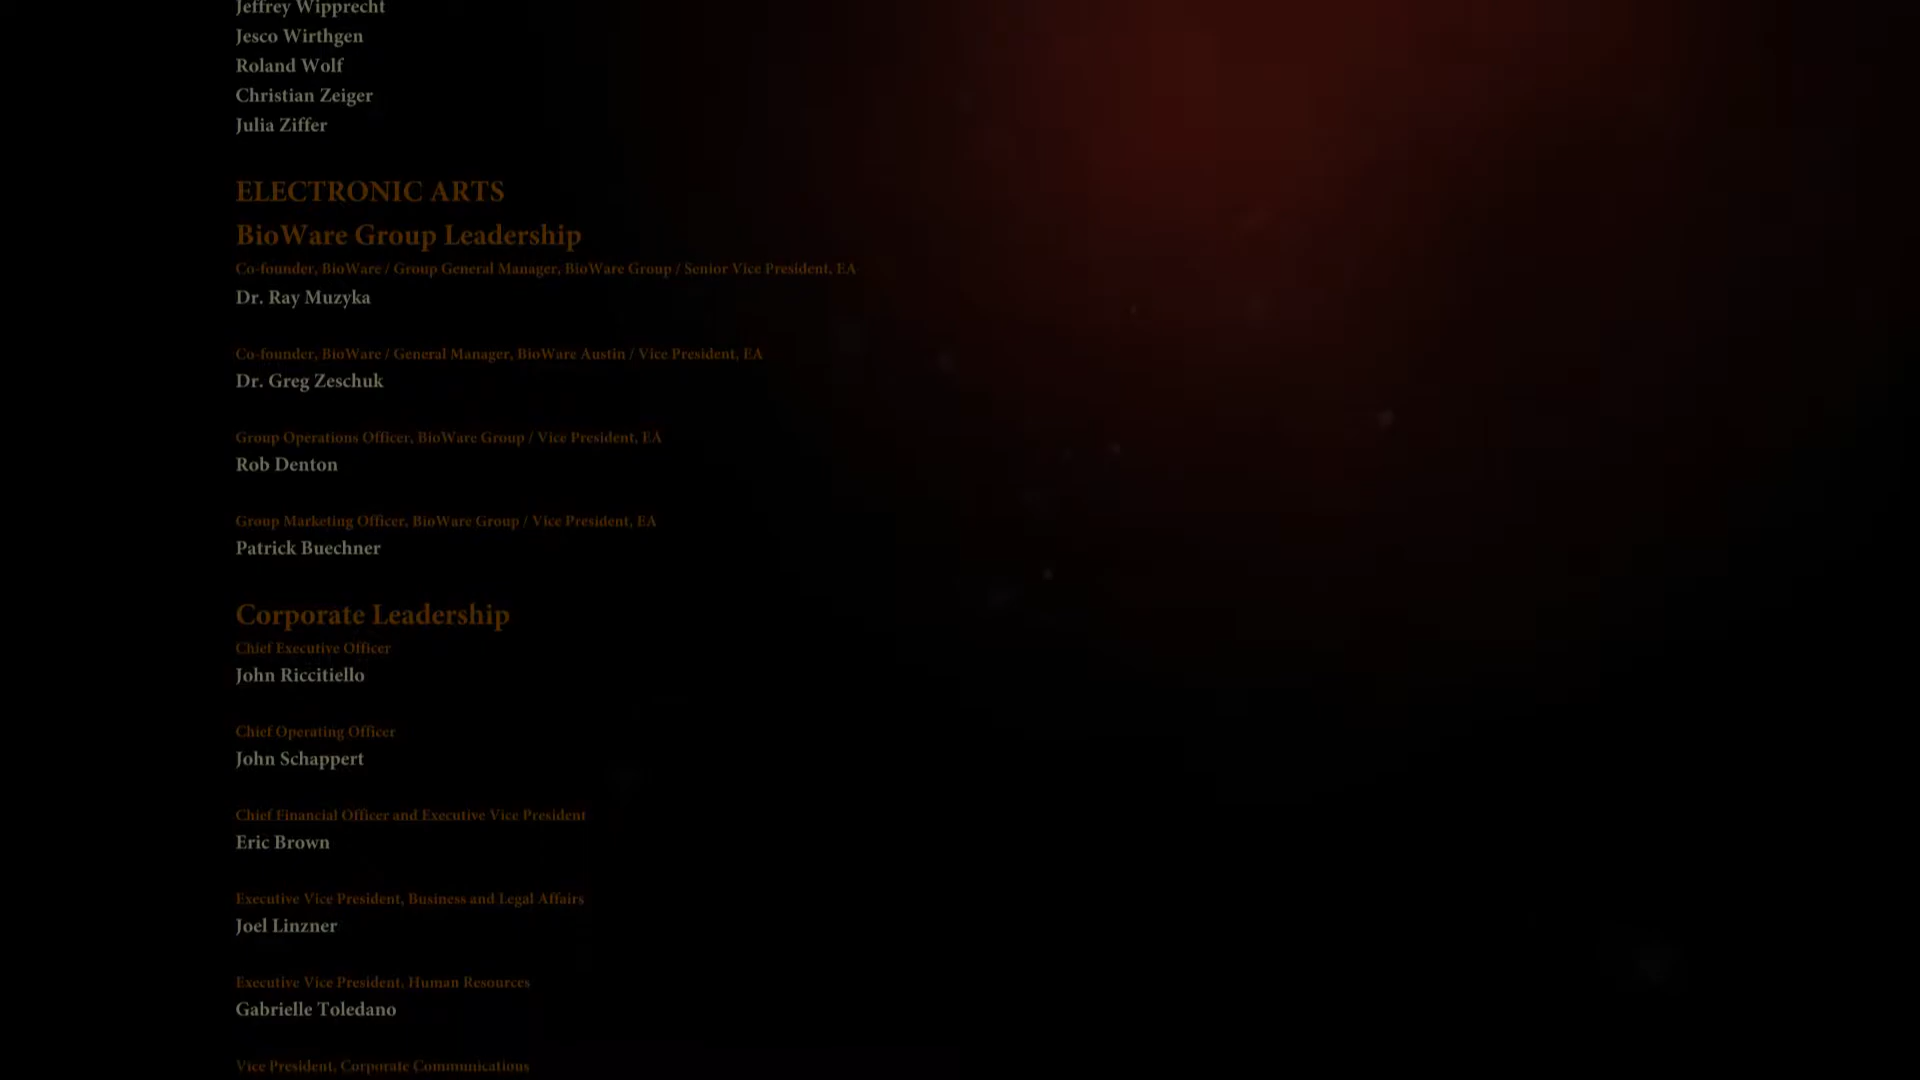 Jeffrey Wipprecht
Jesco Wirthgen
Roland Wolf
Christian Zeiger
Julia Ziffer
ELECTRONIC ARTS
BioWare Group Leadership
Co-founder, BioWare / Group General Manager, BioWare Group / Senior Vice President, EA
Dr. Ray Muzyka
Co-founder, BioWare / General Manager, BioWare Austin / Vice President, EA
Dr. Greg Zeschuk
Group Operations Officer, BioWare Group / Vice President, EA
Rob Denton
Group Marketing Officer, BioWare Group / Vice President, EA
Patrick Buechner
Corporate Leadership
Chief Executive Officer
John Riccitiello
Chief Operating Officer
John Schappert
Chief Financial Officer and Executive Vice President
Eric Brown
Executive Vice President, Business and Legal Affairs
Joel Linzner
Executive Vice President, Human Resources
Gabrielle Toledano
Vice President, Corporate Communications